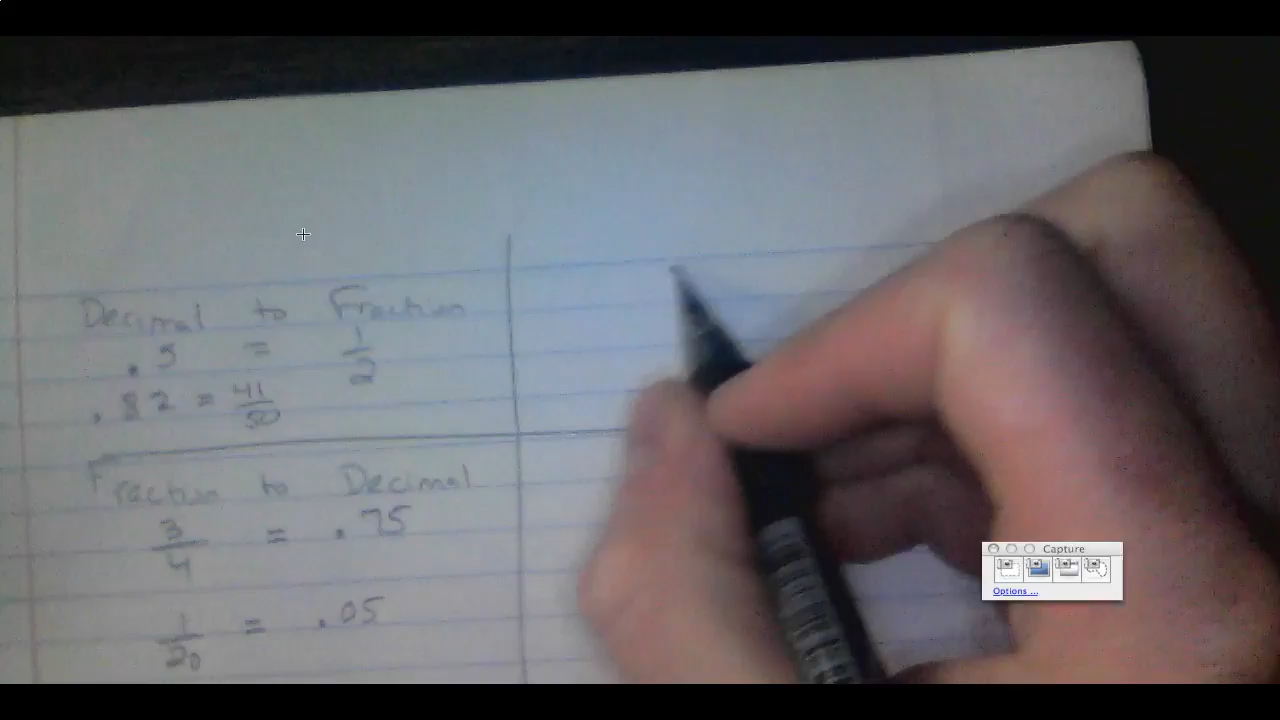 Decimal to Fraction
.5 = 1/2
.82 = 41/50
Fraction to Decimal
3/4 = .75
1/20 = .05
Capture
Options ...